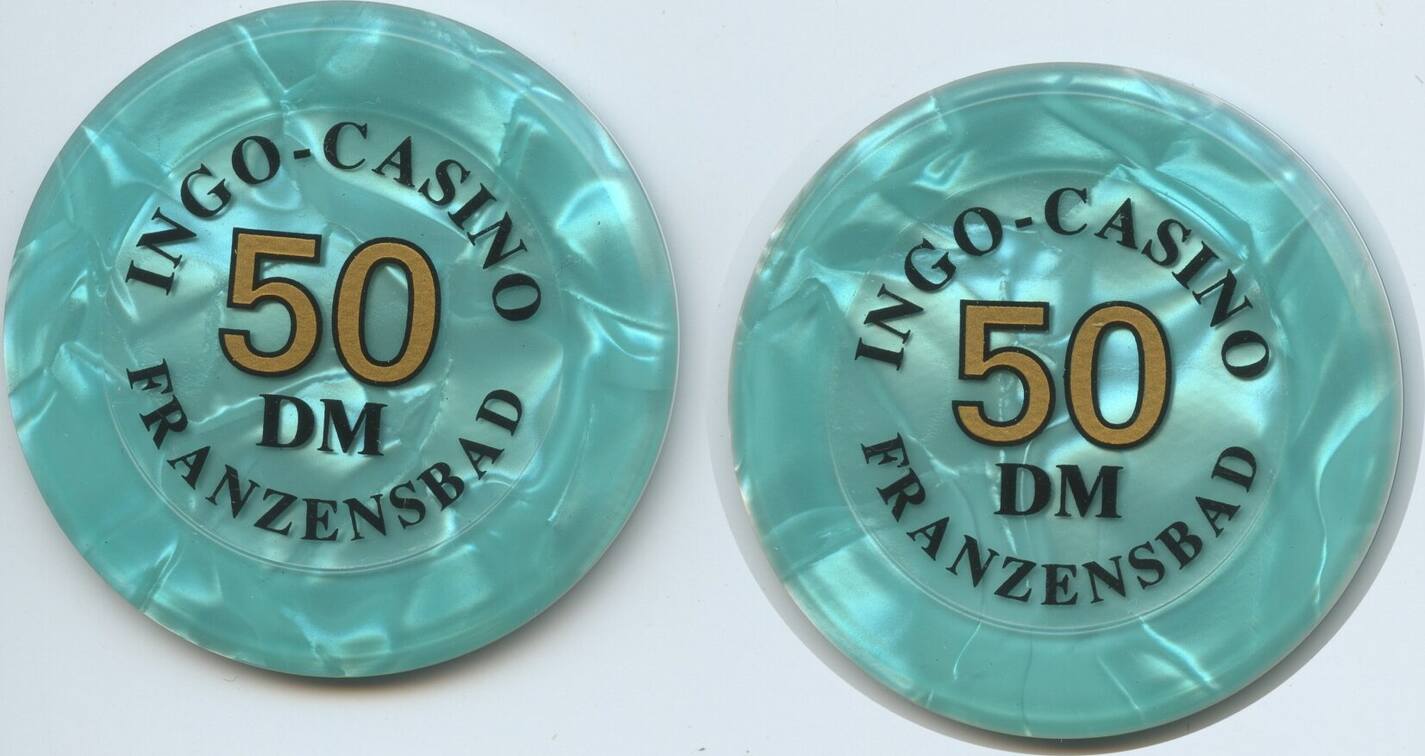 INGO-CASINO
50
DM
FRANZENSBAD
INGO-CASINO
50
DM
FRANZENSBAD